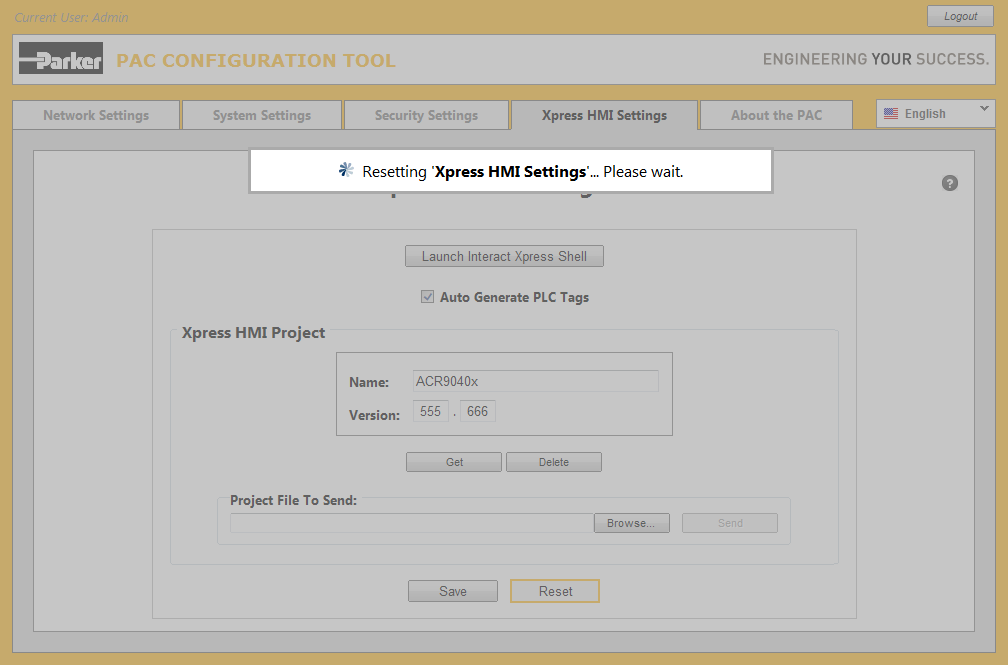 Current User: Admin
Logout
Parker PAC CONFIGURATION TOOL ENGINEERING YOUR SUCCESS.
Network Settings System Settings Security Settings Xpress HMI Settings About the PAC English
Resetting 'Xpress HMI Settings'... Please wait.
?
Launch Interact Xpress Shell
Auto Generate PLC Tags
Xpress HMI Project
Name: ACR9040x
Version: 555 . 666
Get Delete
Project File To Send:
Browse... Send
Save Reset